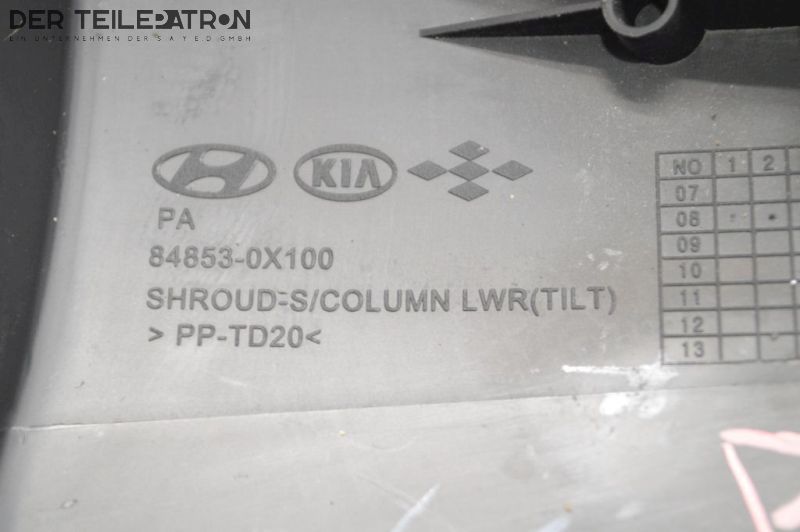 DER TEILEPATRON
EIN UNTERNEHMEN DER SAYED GMBH
KIA
PA
84853-0X100
SHROUD-S/COLUMN LWR(TILT)
> PP-TD20<
NO 1 2
07
08
09
10
11
12
13